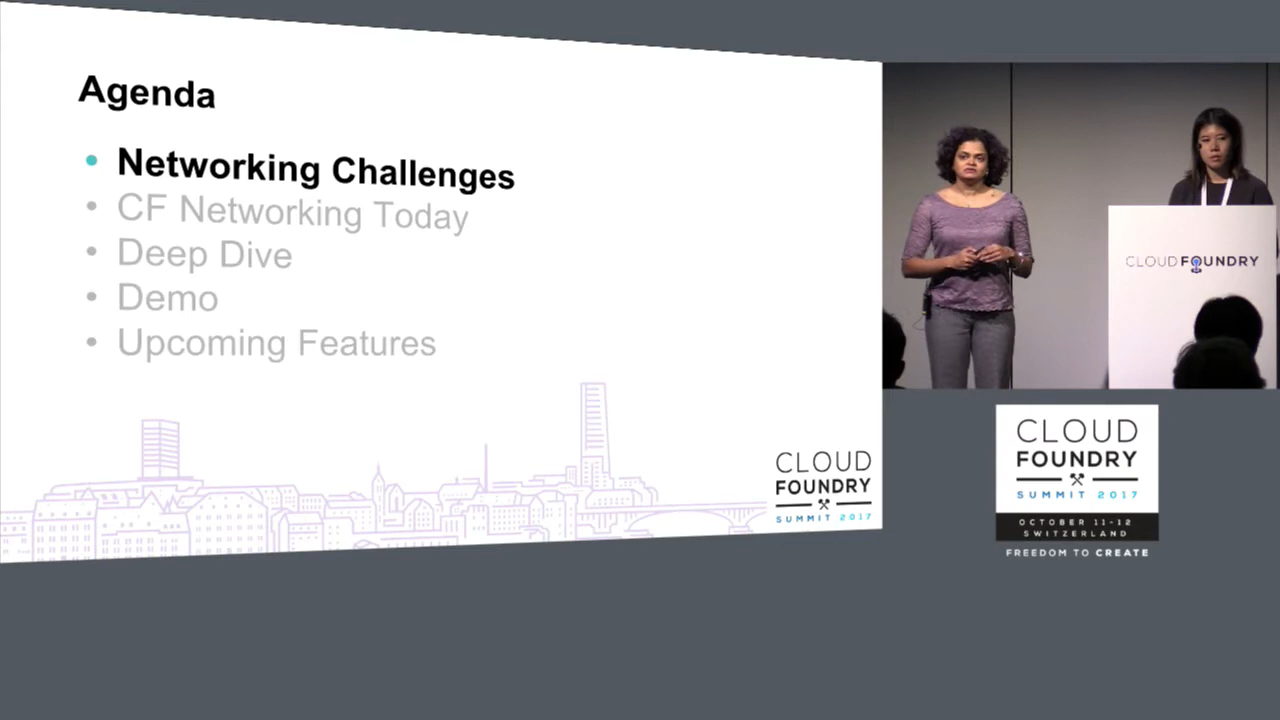 Agenda
Networking Challenges
CF Networking Today
Deep Dive
Demo
Upcoming Features
CLOUD
FOUNDRY
SUMMIT 2017
CLOUDFOUNDRY
CLOUD
FOUNDRY
SUMMIT 2017
OCTOBER 11-12
SWITZERLAND
FREEDOM TO CREATE